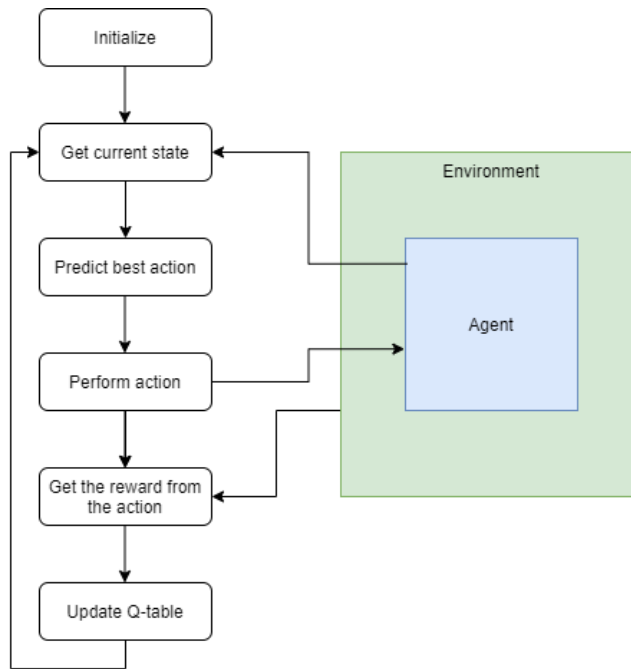 Initialize
Get current state
Environment
Predict best action
Agent
Perform action
Get the reward from
the action
Update Q-table